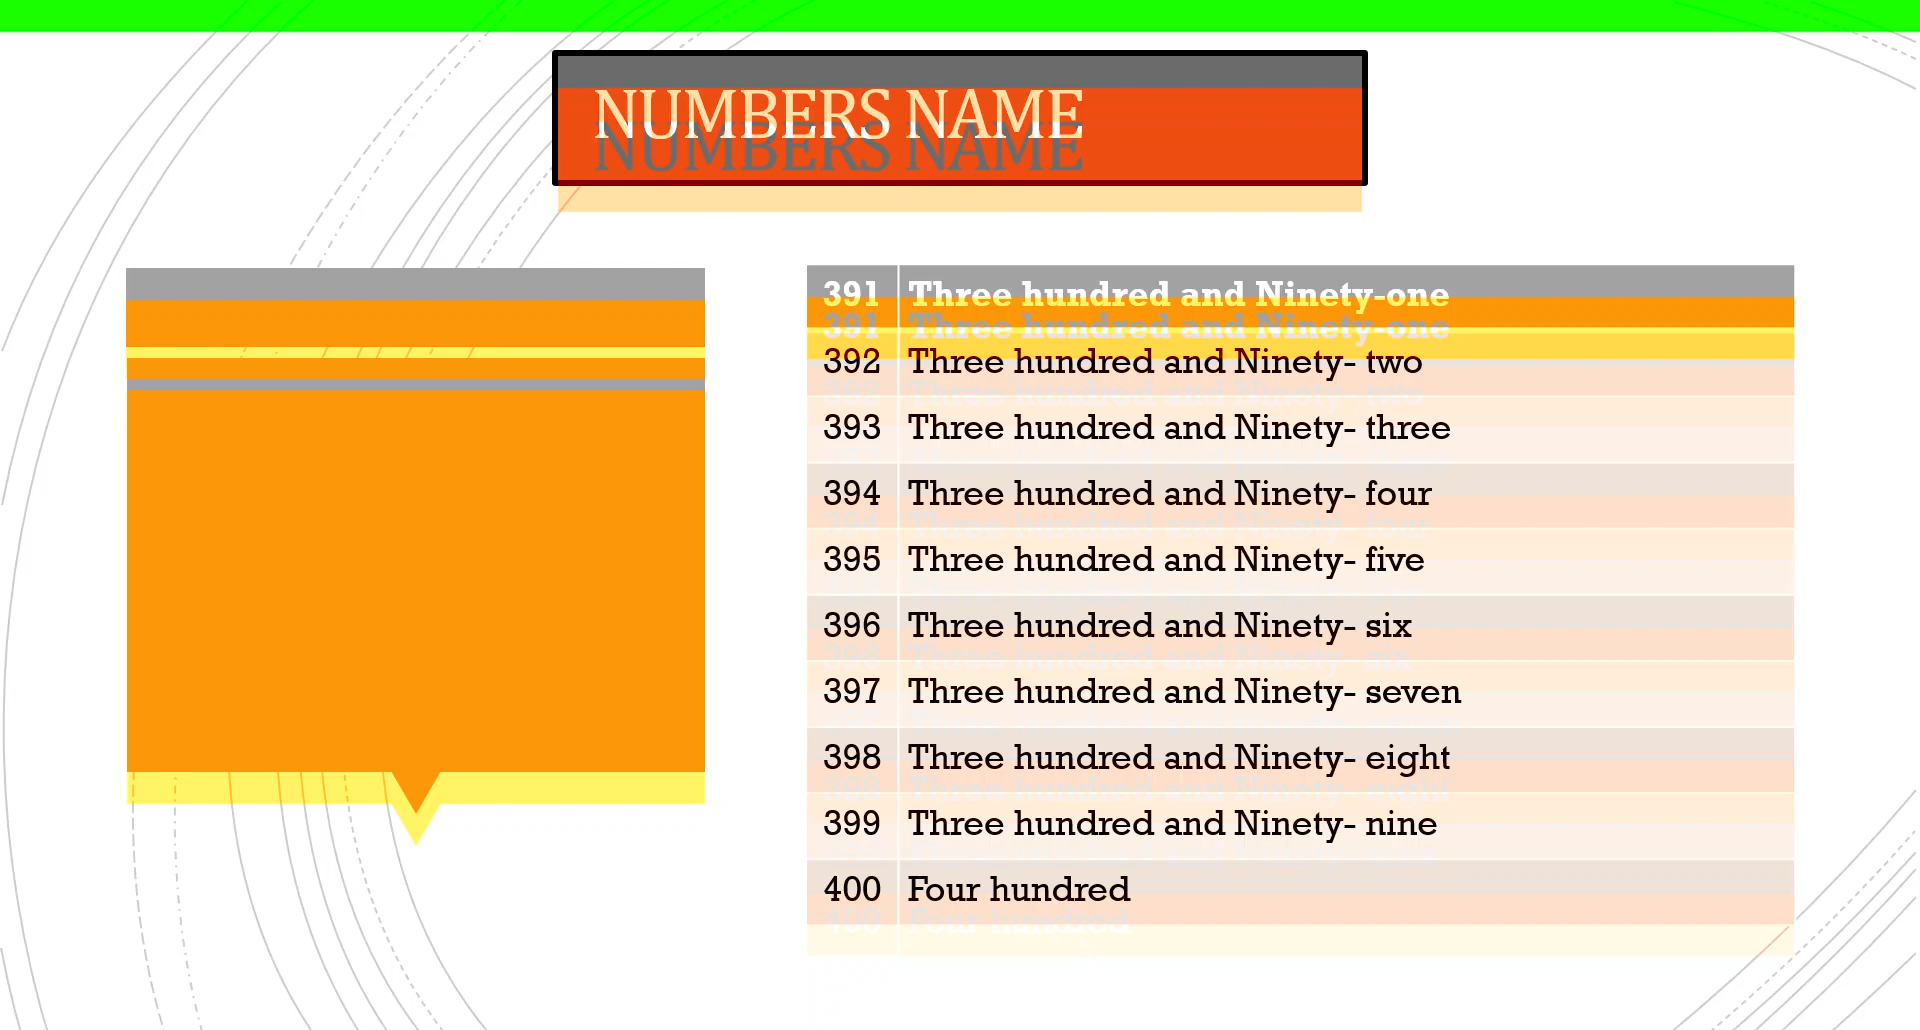 NUMBERS NAME
391 Three hundred and Ninety-one
392 Three hundred and Ninety- two
393 Three hundred and Ninety- three
394 Three hundred and Ninety- four
395 Three hundred and Ninety- five
396 Three hundred and Ninety- six
397 Three hundred and Ninety- seven
398 Three hundred and Ninety- eight
399 Three hundred and Ninety- nine
400 Four hundred